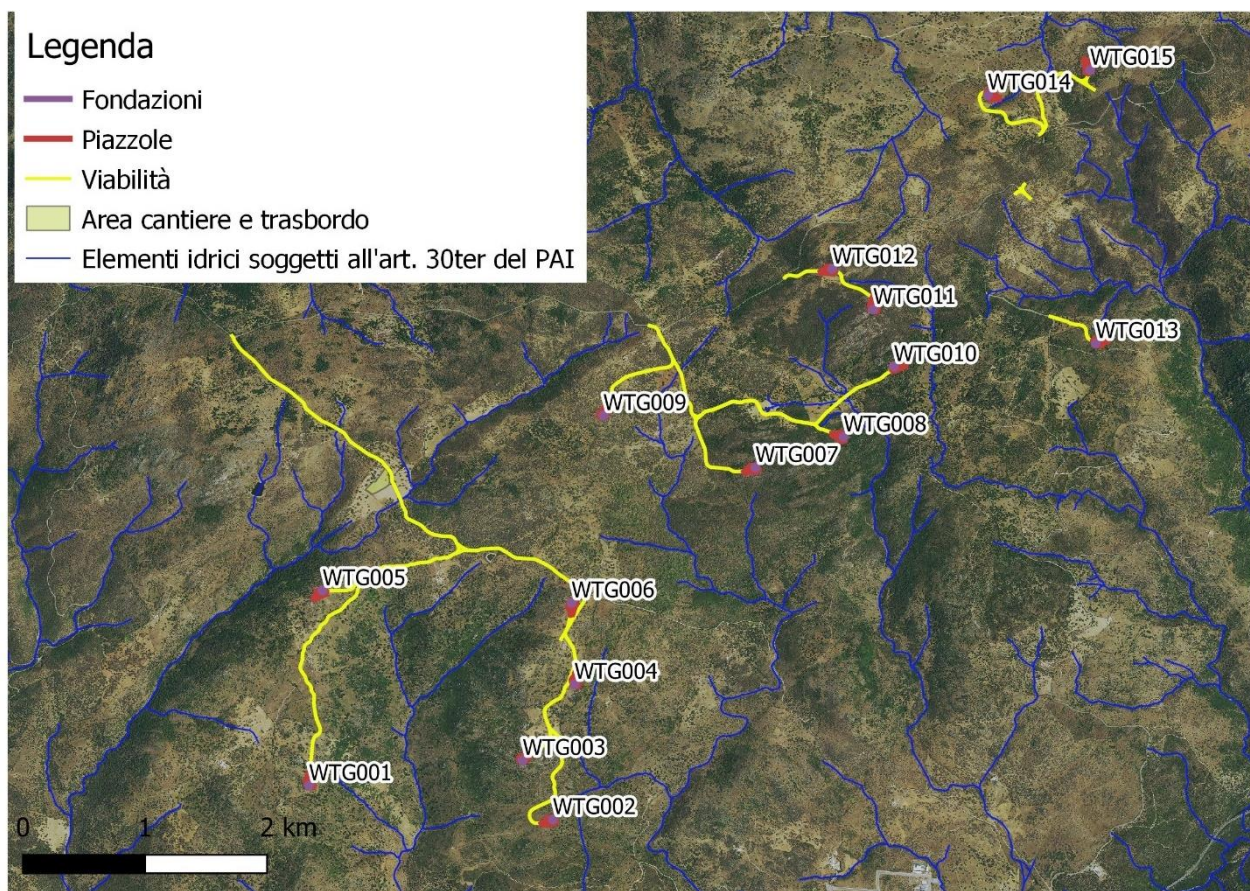 Legenda
Fondazioni
Piazzole
Viabilità
Area cantiere e trasbordo
Elementi idrici soggetti all'art. 30ter del PAI
WTG015
WTG014
WTG012
WTG011
WTG013
WTG010
WTG009
WTG008
WTG007
WTG005
WTG006
WTG004
WTG003
WTG001
WTG002
0 1 2 km